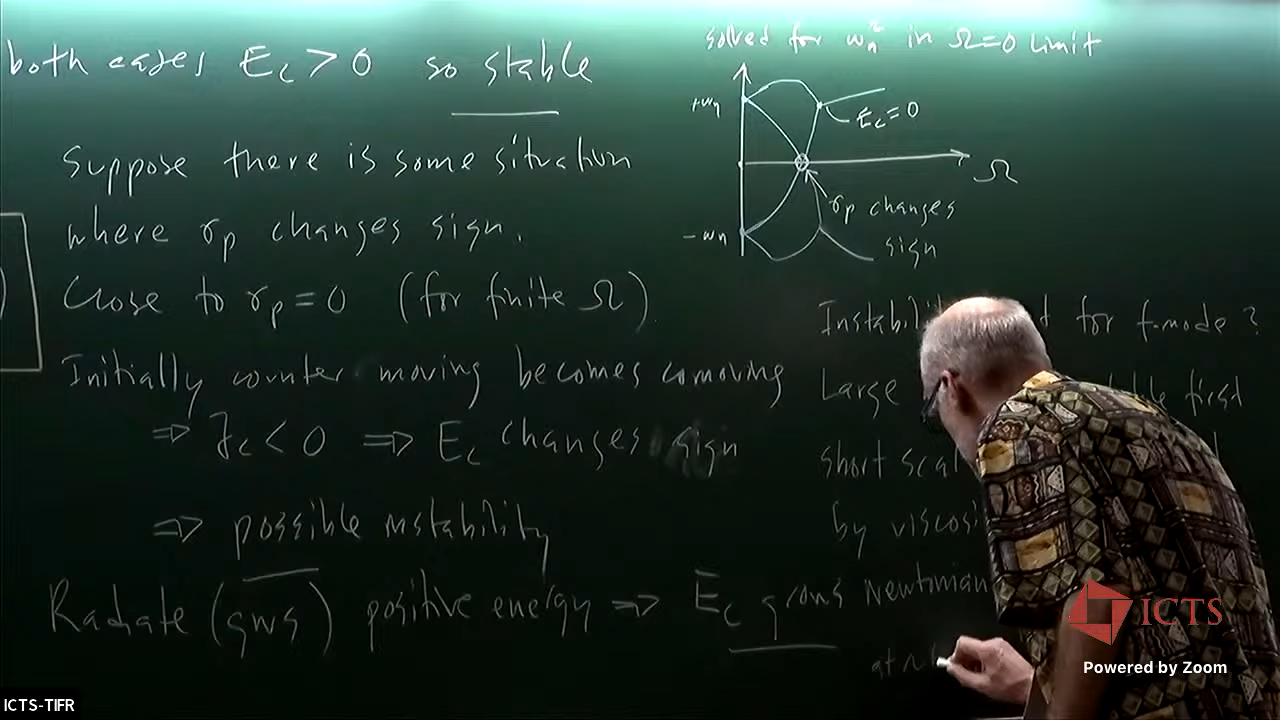 both cases E_c > 0 so stable
Suppose there is some situation
where σ_p changes sign.
Close to σ_p = 0 (for finite Ω)
Initially counter moving becomes comoving
⇒ J_c < 0 ⇒ E_c changes sign
⇒ possible instability
Radiate (gws) positive energy ⇒ E_c grows
solved for ω_n² in Ω=0 limit
+ω_n
E_c = 0
Ω
σ_p changes
sign
-ω_n
for f-mode?
Large first
short
by
Newtonian
at
ICTS
Powered by Zoom
ICTS-TIFR